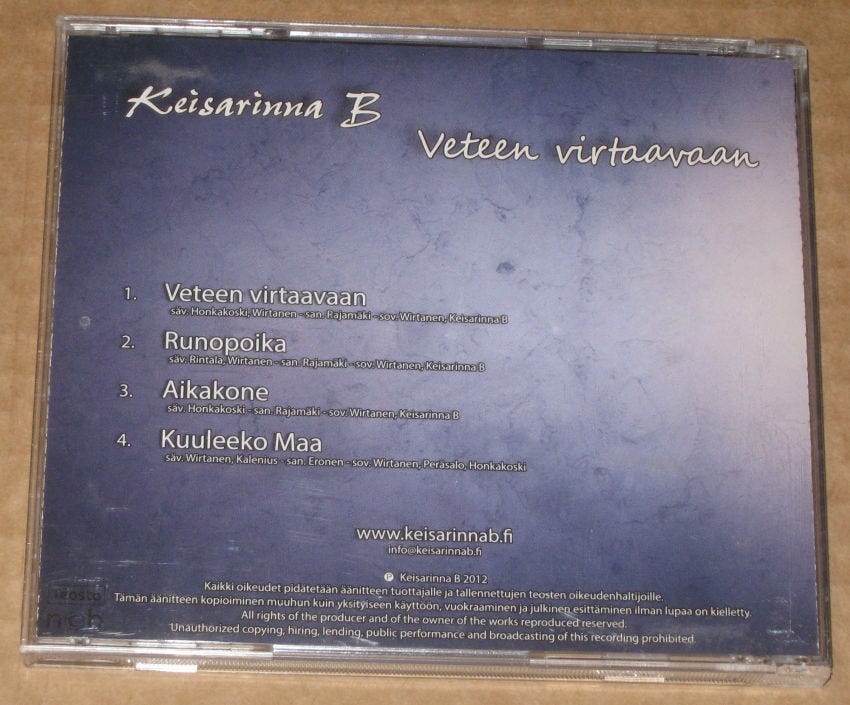 Keisarinna B
Veteen virtaavaan
1. Veteen virtaavaan
säv. Honkakoski, Wirtanen - san. Rajamäki - sov. Wirtanen, Keisarinna B
2. Runopoika
säv. Rintala, Wirtanen - san. Rajamäki - sov. Wirtanen, Keisarinna B
3. Aikakone
säv. Honkakoski - san. Rajamäki - sov. Wirtanen, Keisarinna B
4. Kuuleeko Maa
säv. Wirtanen, Kalenius - san. Eronen - sov. Wirtanen, Peräsalo, Honkakoski
www.keisarinnab.fi
info@keisarinnab.fi
℗ Keisarinna B 2012
Kaikki oikeudet pidätetään äänitteen tuottajalle ja tallennettujen teosten oikeudenhaltijoille.
Tämän äänitteen kopioiminen muuhun kuin yksityiseen käyttöön, vuokraaminen ja julkinen esittäminen ilman lupaa on kielletty.
All rights of the producer and of the owner of the works reproduced reserved.
Unauthorized copying, hiring, lending, public performance and broadcasting of this recording prohibited.
teosto
ncb